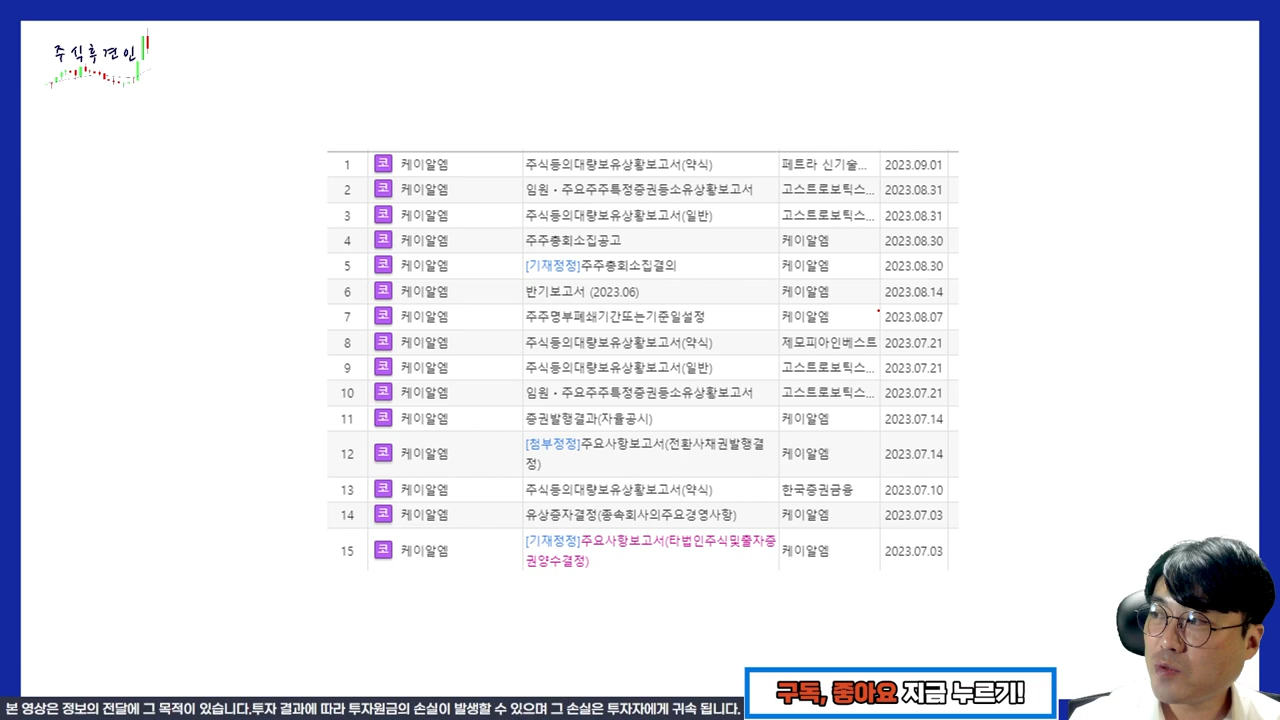 주식후견인
1 코 케이알엠 주식등의대량보유상황보고서(약식) 페트라 신기술... 2023.09.01
2 코 케이알엠 임원ㆍ주요주주특정증권등소유상황보고서 고스트로보틱스... 2023.08.31
3 코 케이알엠 주식등의대량보유상황보고서(일반) 고스트로보틱스... 2023.08.31
4 코 케이알엠 주주총회소집공고 케이알엠 2023.08.30
5 코 케이알엠 [기재정정]주주총회소집결의 케이알엠 2023.08.30
6 코 케이알엠 반기보고서 (2023.06) 케이알엠 2023.08.14
7 코 케이알엠 주주명부폐쇄기간또는기준일설정 케이알엠 2023.08.07
8 코 케이알엠 주식등의대량보유상황보고서(약식) 제모피아인베스트 2023.07.21
9 코 케이알엠 주식등의대량보유상황보고서(일반) 고스트로보틱스... 2023.07.21
10 코 케이알엠 임원ㆍ주요주주특정증권등소유상황보고서 고스트로보틱스... 2023.07.21
11 코 케이알엠 증권발행결과(자율공시) 케이알엠 2023.07.14
12 코 케이알엠 [첨부정정]주요사항보고서(전환사채권발행결 케이알엠 2023.07.14
정)
13 코 케이알엠 주식등의대량보유상황보고서(약식) 한국증권금융 2023.07.10
14 코 케이알엠 유상증자결정(종속회사의주요경영사항) 케이알엠 2023.07.03
15 코 케이알엠 [기재정정]주요사항보고서(타법인주식및출자증 케이알엠 2023.07.03
권양수결정)
구독, 좋아요 지금 누르기!
본 영상은 정보의 전달에 그 목적이 있습니다.투자 결과에 따라 투자원금의 손실이 발생할 수 있으며 그 손실은 투자자에게 귀속 됩니다.